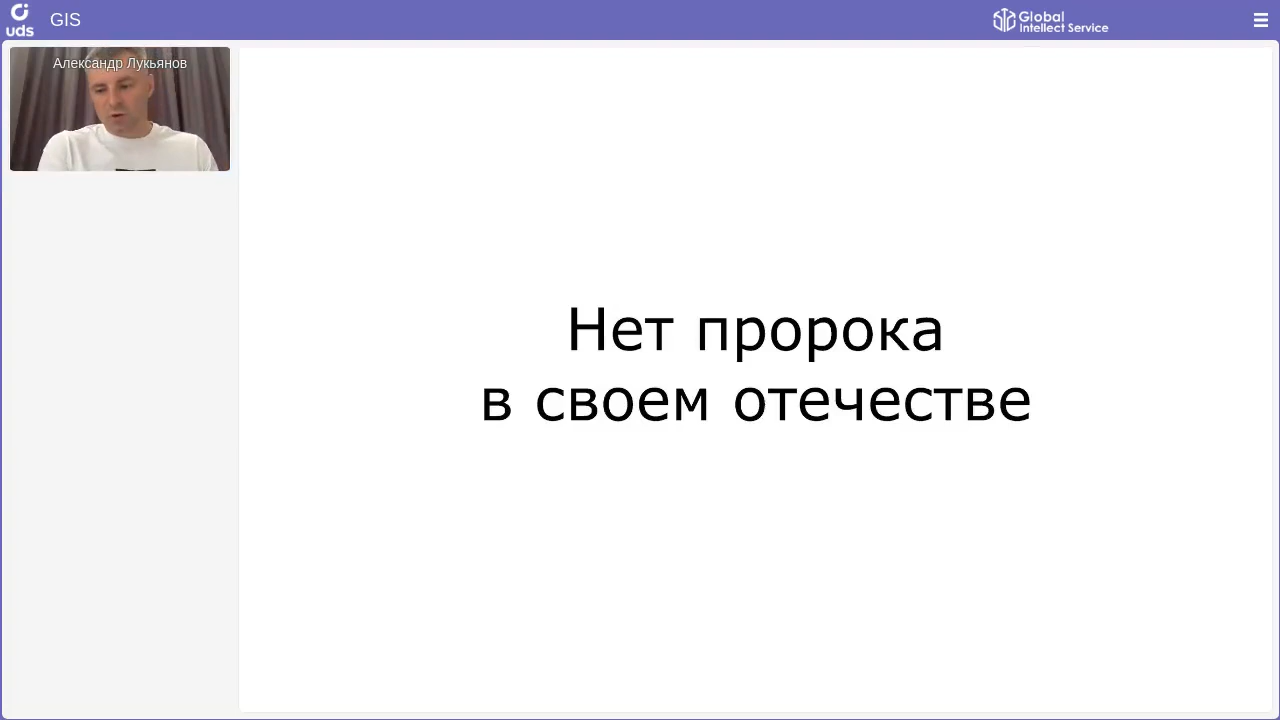 uds
GIS
Global
Intellect Service
Александр Лукьянов
Нет пророка
в своем отечестве